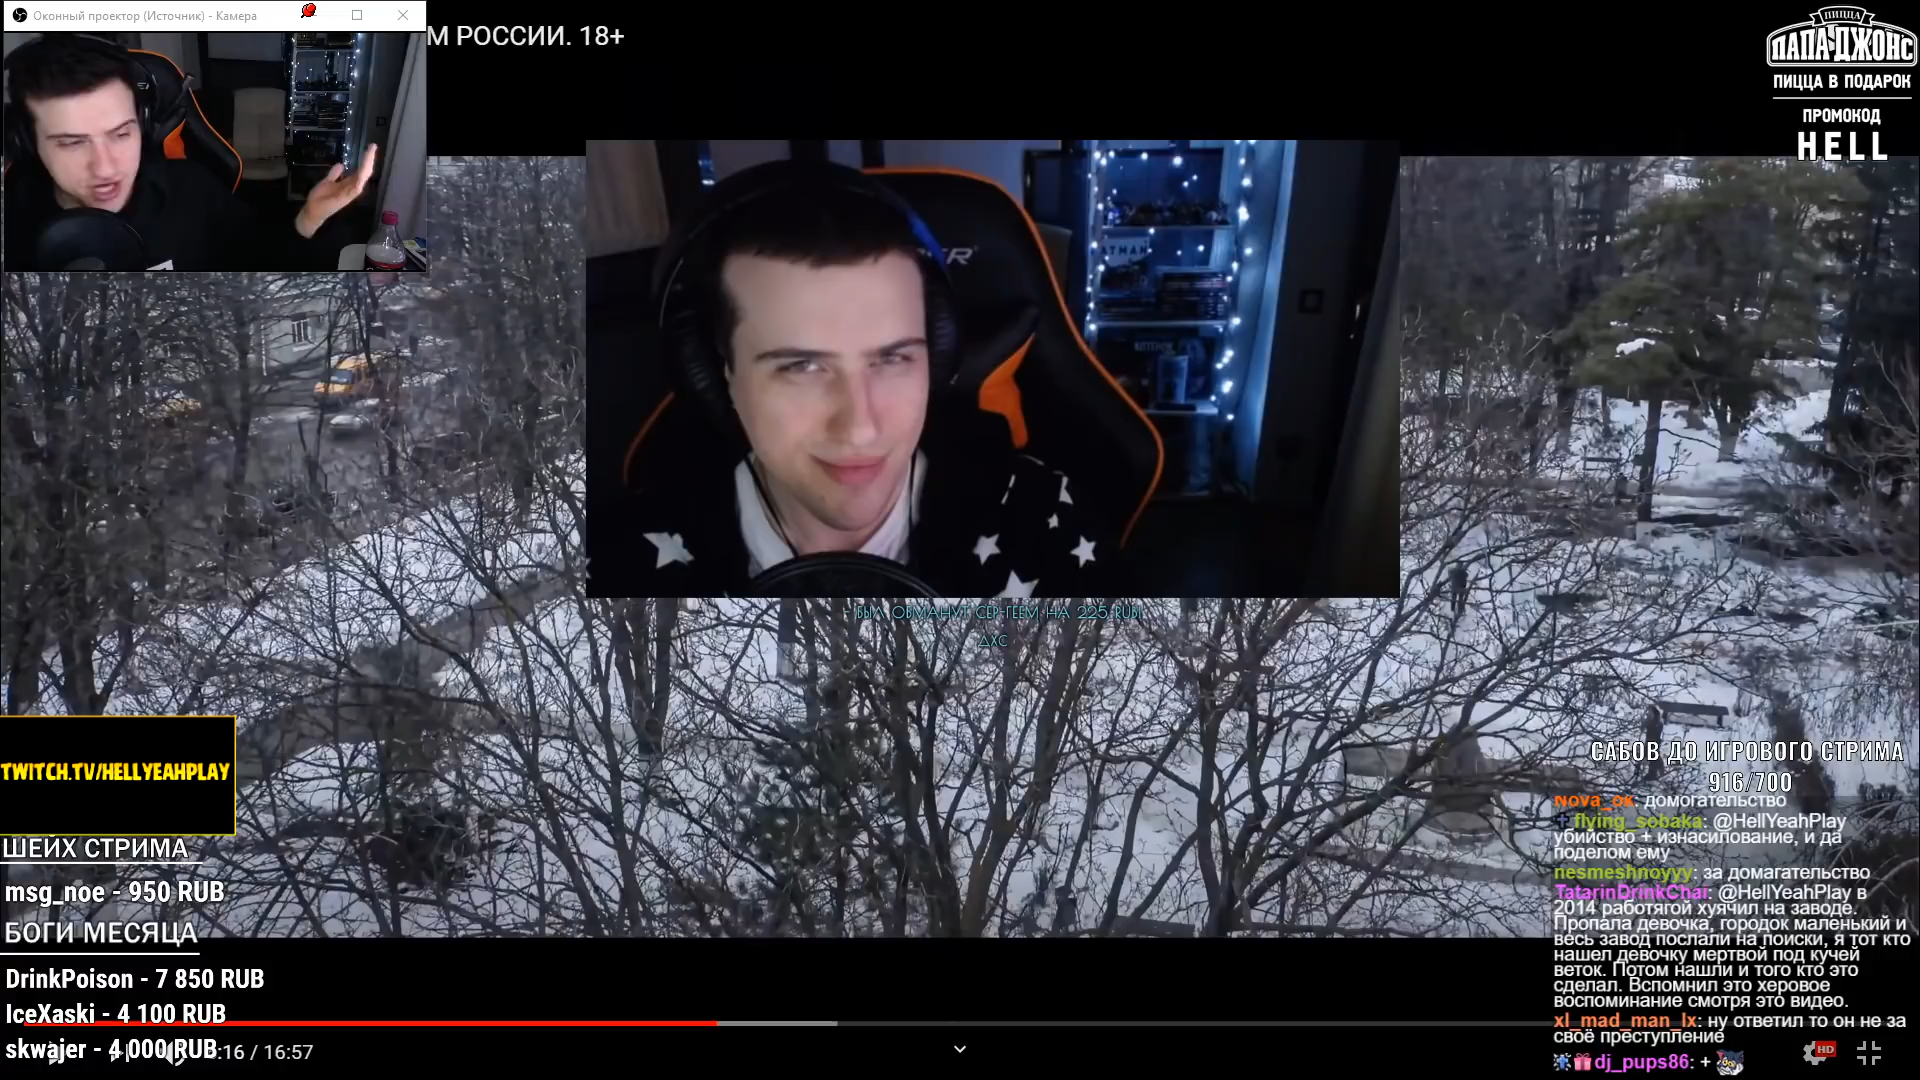 Оконный проектор (Источник) - Камера
М РОССИИ. 18+
ПИЦЦА
ПАПА ДЖОНС
ПИЦЦА В ПОДАРОК
ПРОМОКОД
HELL
BATMAN
БЫЛ ОБМАНУТ СЕР ГЕЕМ НА 225 RUB!
ДХС
TWITCH.TV/HELLYEAHPLAY
ШЕЙХ СТРИМА
msg_noe - 950 RUB
БОГИ МЕСЯЦА
DrinkPoison - 7 850 RUB
IceXaski - 4 100 RUB
skwajer - 4 000 RUB
:16 / 16:57
САБОВ ДО ИГРОВОГО СТРИМА
916/700
Nova_ok: домогательство
flying_sobaka: @HellYeahPlay
убийство + изнасилование, и да
поделом ему
nesmeshnoyyy: за домагательство
TatarinDrinkChai: @HellYeahPlay в
2014 работягой хуячил на заводе.
Пропала девочка, городок маленький и
весь завод послали на поиски, я тот кто
нашел девочку мертвой под кучей
веток. Потом нашли и того кто это
сделал. Вспомнил это херовое
воспоминание смотря это видео.
xl_mad_man_lx: ну ответил то он не за
своё преступление
dj_pups86: +
HD